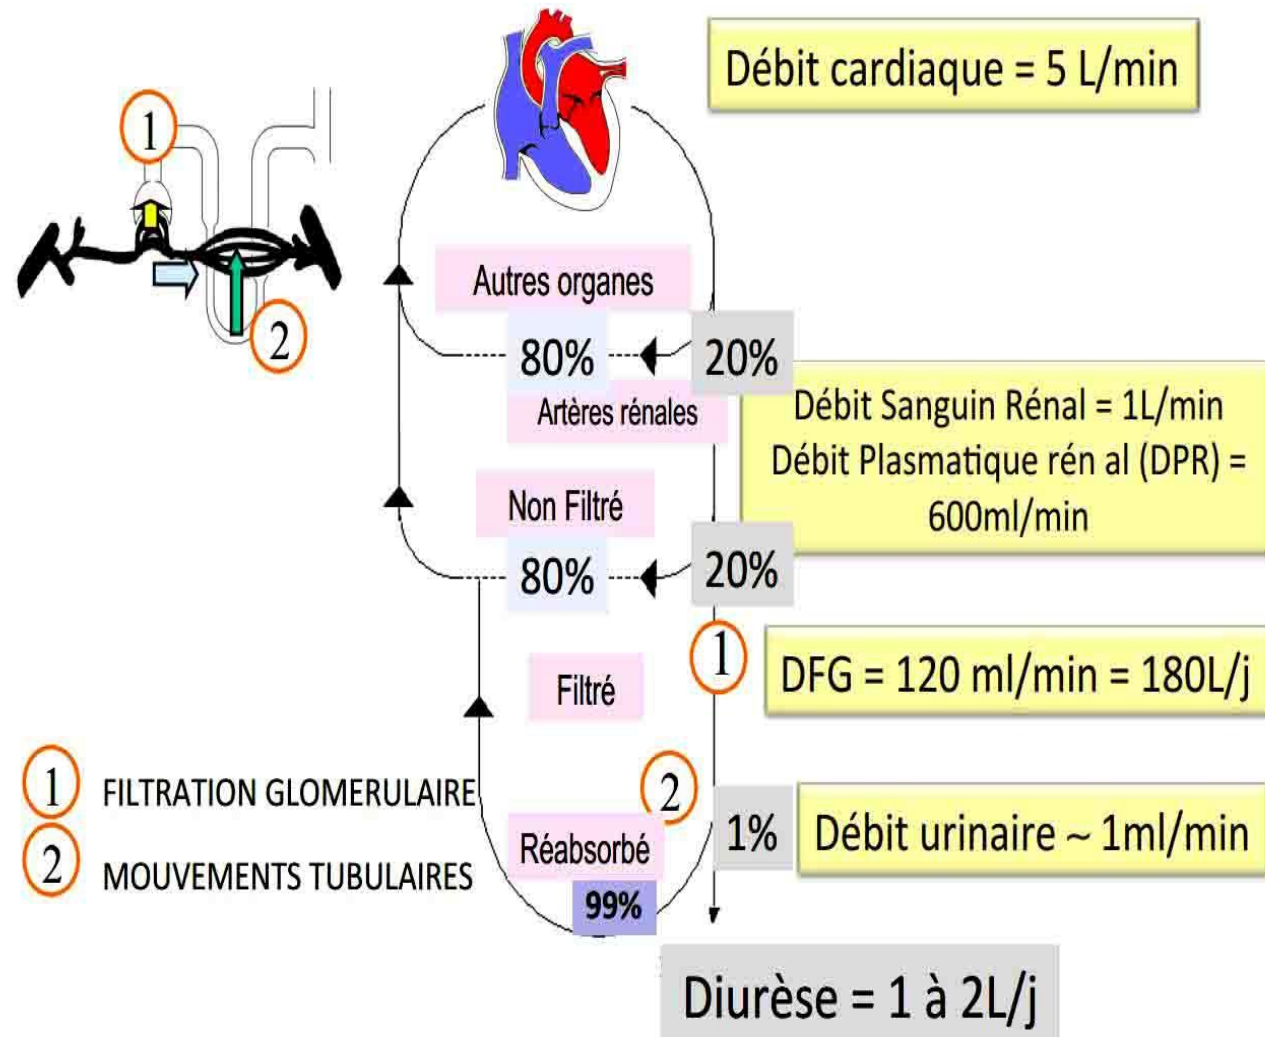 Débit cardiaque = 5 L/min
1
2
Autres organes
80%
20%
Artères rénales
Débit Sanguin Rénal = 1L/min
Débit Plasmatique rén al (DPR) =
600ml/min
Non Filtré
80%
20%
1
DFG = 120 ml/min = 180L/j
Filtré
1 FILTRATION GLOMERULAIRE
2 MOUVEMENTS TUBULAIRES
2
Réabsorbé
99%
1%
Débit urinaire ~ 1ml/min
Diurèse = 1 à 2L/j